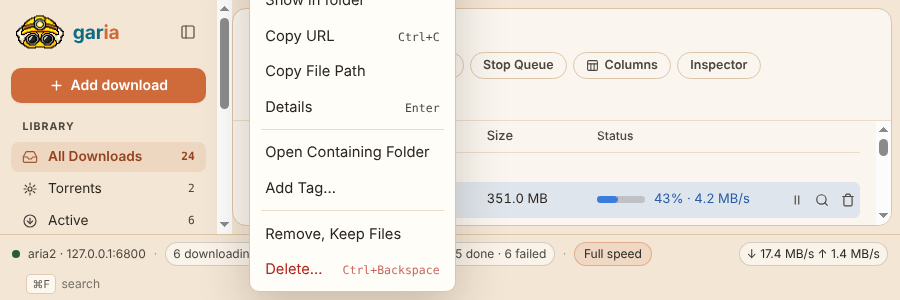 garia
Add download
LIBRARY
All Downloads 24
Torrents 2
Active 6
Show in folder
Copy URL Ctrl+C
Copy File Path
Details Enter
Open Containing Folder
Add Tag...
Remove, Keep Files
Delete... Ctrl+Backspace
Stop Queue Columns Inspector
Size Status
351.0 MB 43% · 4.2 MB/s
aria2 · 127.0.0.1:6800 · 6 downloadin 5 done · 6 failed · Full speed ↓ 17.4 MB/s ↑ 1.4 MB/s
⌘F search